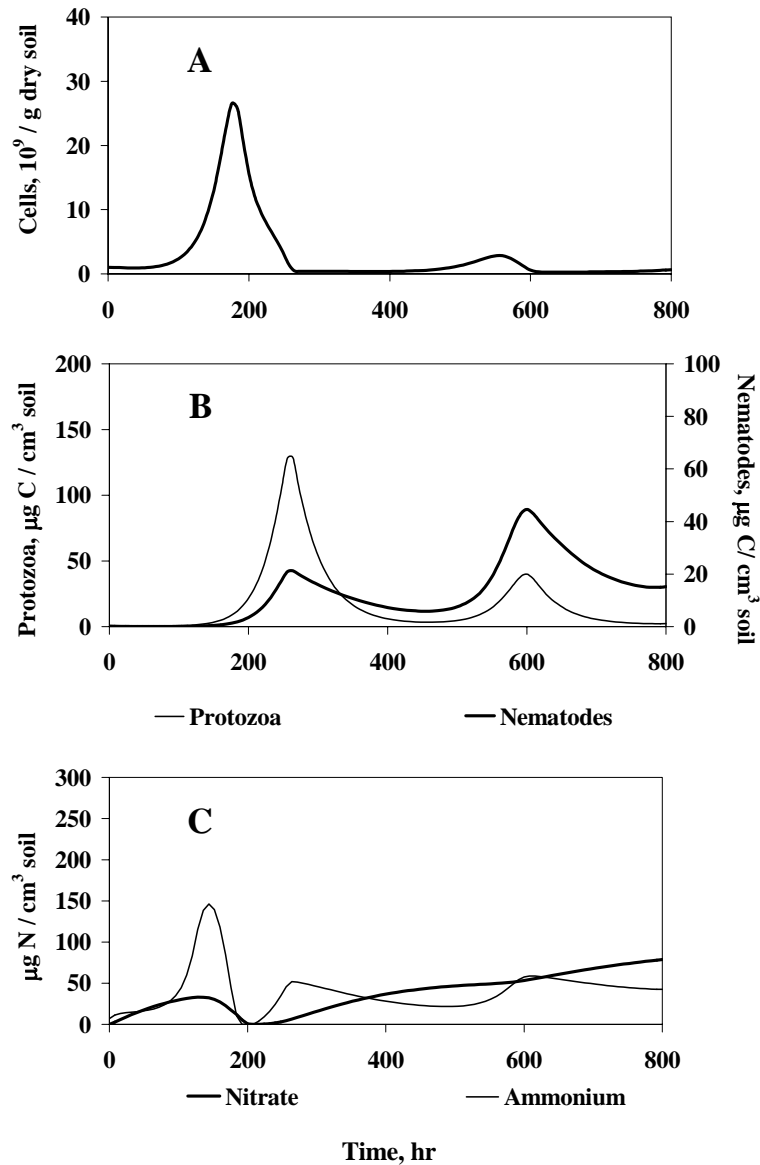 A
Cells, 10⁹ / g dry soil
40
30
20
10
0
0 200 400 600 800
B
Protozoa, µg C / cm³ soil
200
150
100
50
0
Nematodes, µg C/ cm³ soil
100
80
60
40
20
0
0 200 400 600 800
Protozoa Nematodes
C
µg N / cm³ soil
300
250
200
150
100
50
0
0 200 400 600 800
Nitrate Ammonium
Time, hr